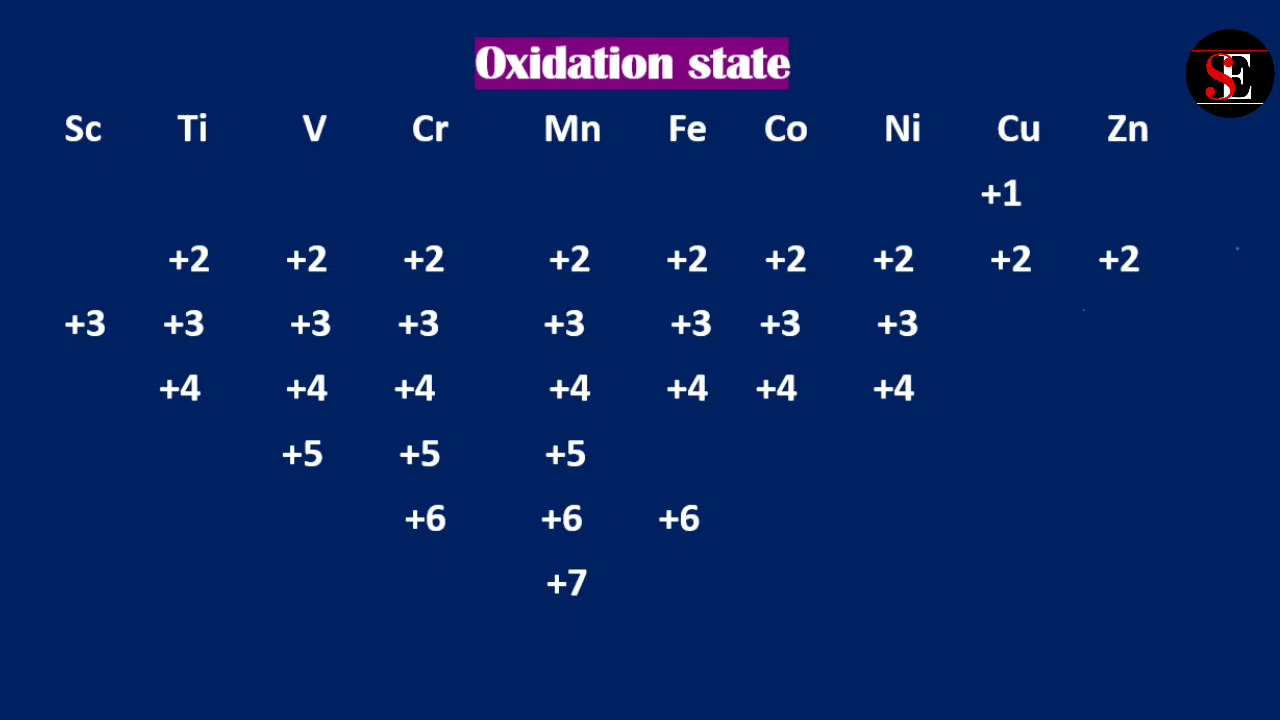 Oxidation state
SE
Sc Ti V Cr Mn Fe Co Ni Cu Zn
+1
+2 +2 +2 +2 +2 +2 +2 +2 +2
+3 +3 +3 +3 +3 +3 +3 +3
+4 +4 +4 +4 +4 +4 +4
+5 +5 +5
+6 +6 +6
+7